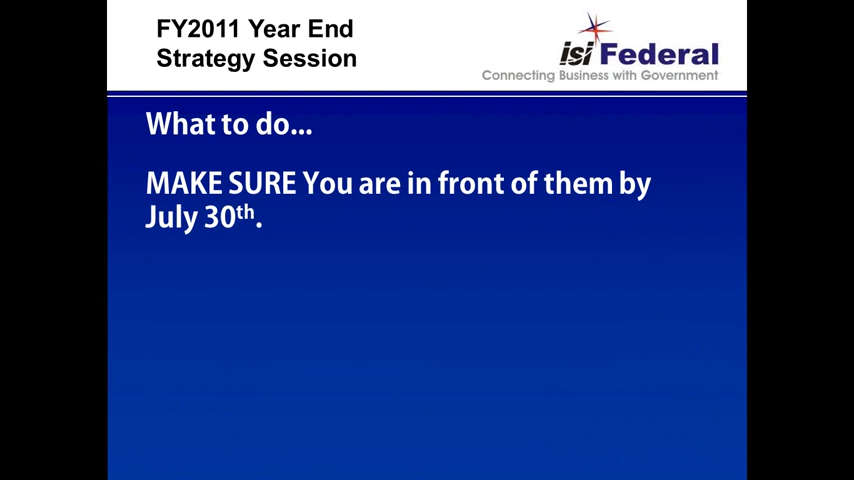 FY2011 Year End
Strategy Session
isi Federal
Connecting Business with Government
What to do...
MAKE SURE You are in front of them by
July 30th.